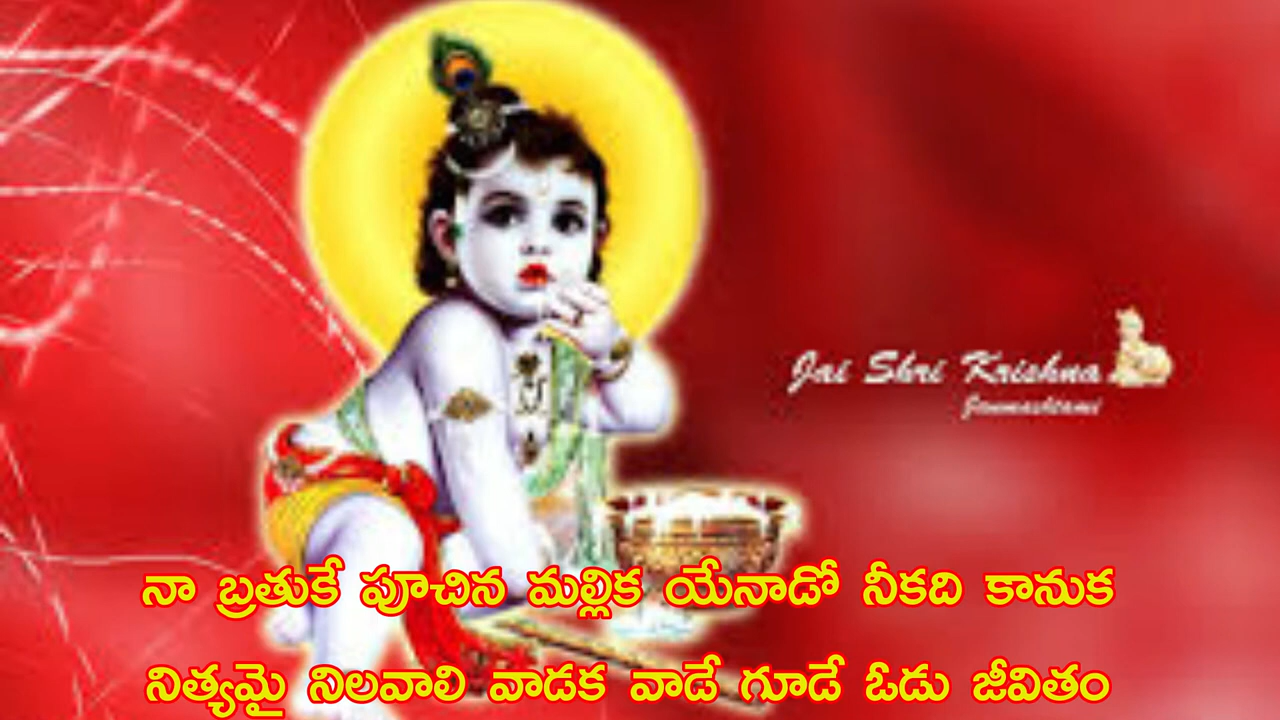 Jai Shri Krishna
Janmashtami
నా బ్రతుకే పూచిన మల్లిక యేనాడో నీకది కానుక
నిత్యమై నిలవాలి వాడక వాడే గూడే ఓడు జీవితం